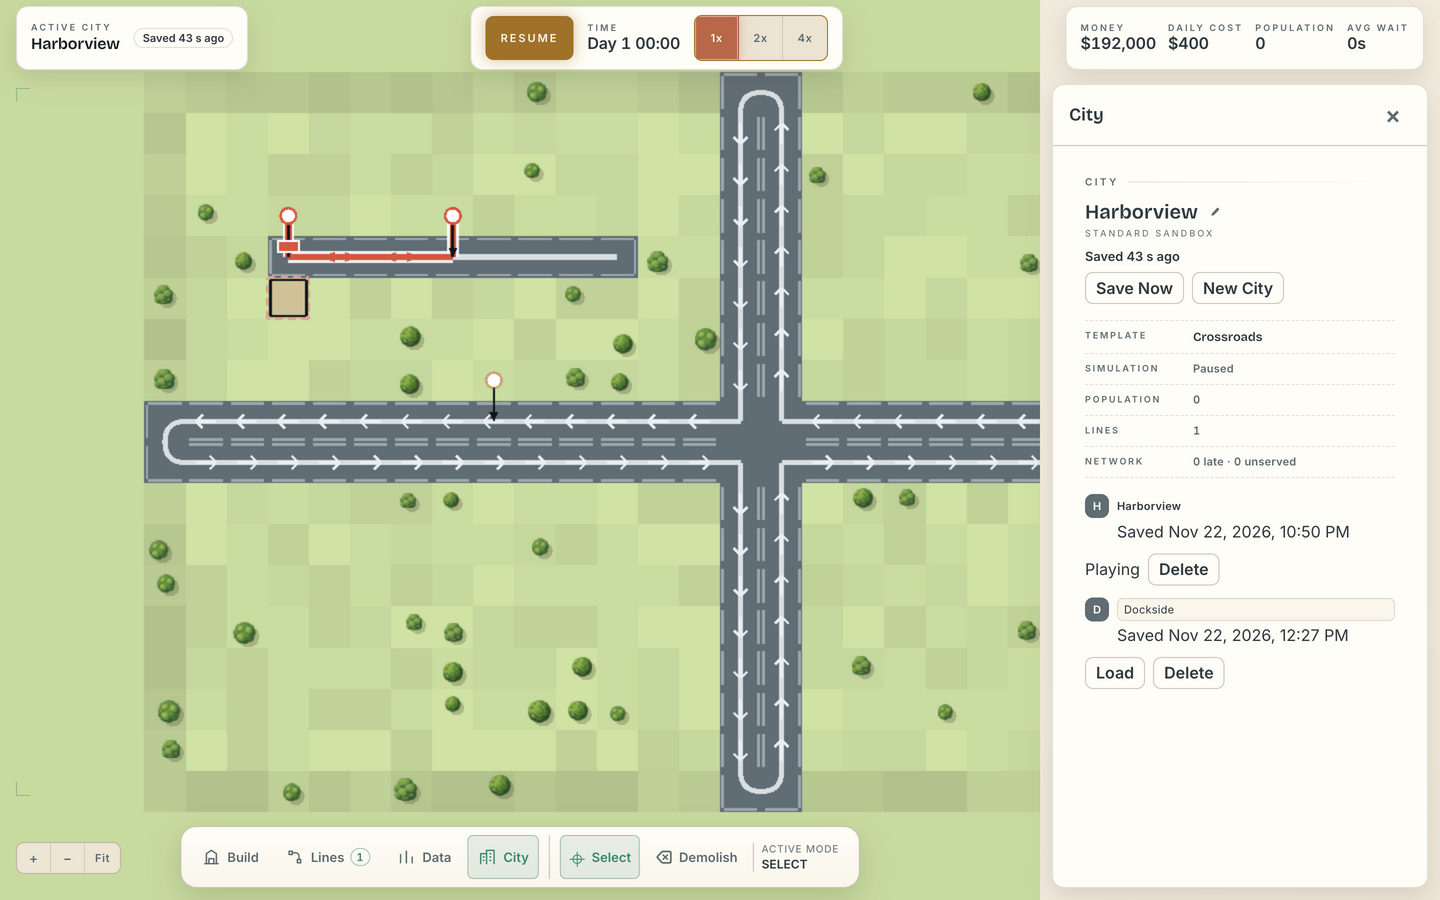 ACTIVE CITY
Harborview
Saved 43 s ago
RESUME
TIME
Day 1 00:00
1x
2x
4x
MONEY
$192,000
DAILY COST
$400
POPULATION
0
AVG WAIT
0s
City
CITY
Harborview
STANDARD SANDBOX
Saved 43 s ago
Save Now
New City
TEMPLATE
Crossroads
SIMULATION
Paused
POPULATION
0
LINES
1
NETWORK
0 late · 0 unserved
H
Harborview
Saved Nov 22, 2026, 10:50 PM
Playing
Delete
D
Dockside
Saved Nov 22, 2026, 12:27 PM
Load
Delete
+
−
Fit
Build
Lines
1
Data
City
Select
Demolish
ACTIVE MODE
SELECT